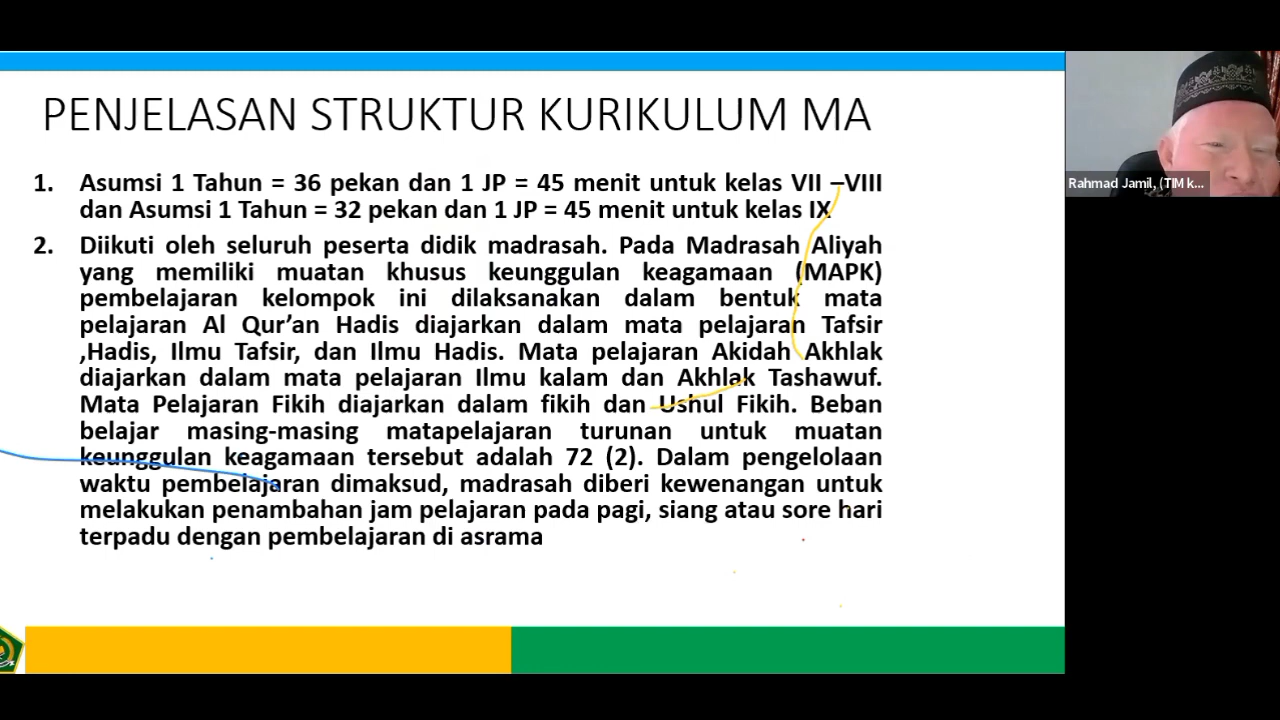 PENJELASAN STRUKTUR KURIKULUM MA
1. Asumsi 1 Tahun = 36 pekan dan 1 JP = 45 menit untuk kelas VII –VIII
dan Asumsi 1 Tahun = 32 pekan dan 1 JP = 45 menit untuk kelas IX
2. Diikuti oleh seluruh peserta didik madrasah. Pada Madrasah Aliyah
yang memiliki muatan khusus keunggulan keagamaan (MAPK)
pembelajaran kelompok ini dilaksanakan dalam bentuk mata
pelajaran Al Qur’an Hadis diajarkan dalam mata pelajaran Tafsir
,Hadis, Ilmu Tafsir, dan Ilmu Hadis. Mata pelajaran Akidah Akhlak
diajarkan dalam mata pelajaran Ilmu kalam dan Akhlak Tashawuf.
Mata Pelajaran Fikih diajarkan dalam fikih dan Ushul Fikih. Beban
belajar masing-masing matapelajaran turunan untuk muatan
keunggulan keagamaan tersebut adalah 72 (2). Dalam pengelolaan
waktu pembelajaran dimaksud, madrasah diberi kewenangan untuk
melakukan penambahan jam pelajaran pada pagi, siang atau sore hari
terpadu dengan pembelajaran di asrama
Rahmad Jamil, (TIM k...